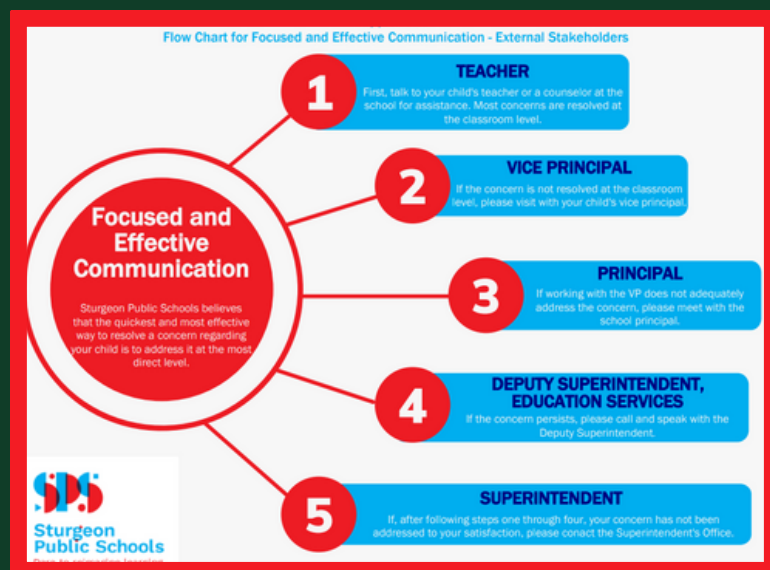 Flow Chart for Focused and Effective Communication - External Stakeholders
1
TEACHER
First, talk to your child's teacher or a counselor at the
school for assistance. Most concerns are resolved at
the classroom level.
2
VICE PRINCIPAL
If the concern is not resolved at the classroom
level, please visit with your child's vice principal.
Focused and
Effective
Communication
Sturgeon Public Schools believes
that the quickest and most effective
way to resolve a concern regarding
your child is to address it at the most
direct level.
3
PRINCIPAL
If working with the VP does not adequately
address the concern, please meet with the
school principal.
4
DEPUTY SUPERINTENDENT,
EDUCATION SERVICES
If the concern persists, please call and speak with the
Deputy Superintendent.
5
SUPERINTENDENT
If, after following steps one through four, your concern has not been
addressed to your satisfaction, please conact the Superintendent's Office.
SPS
Sturgeon
Public Schools